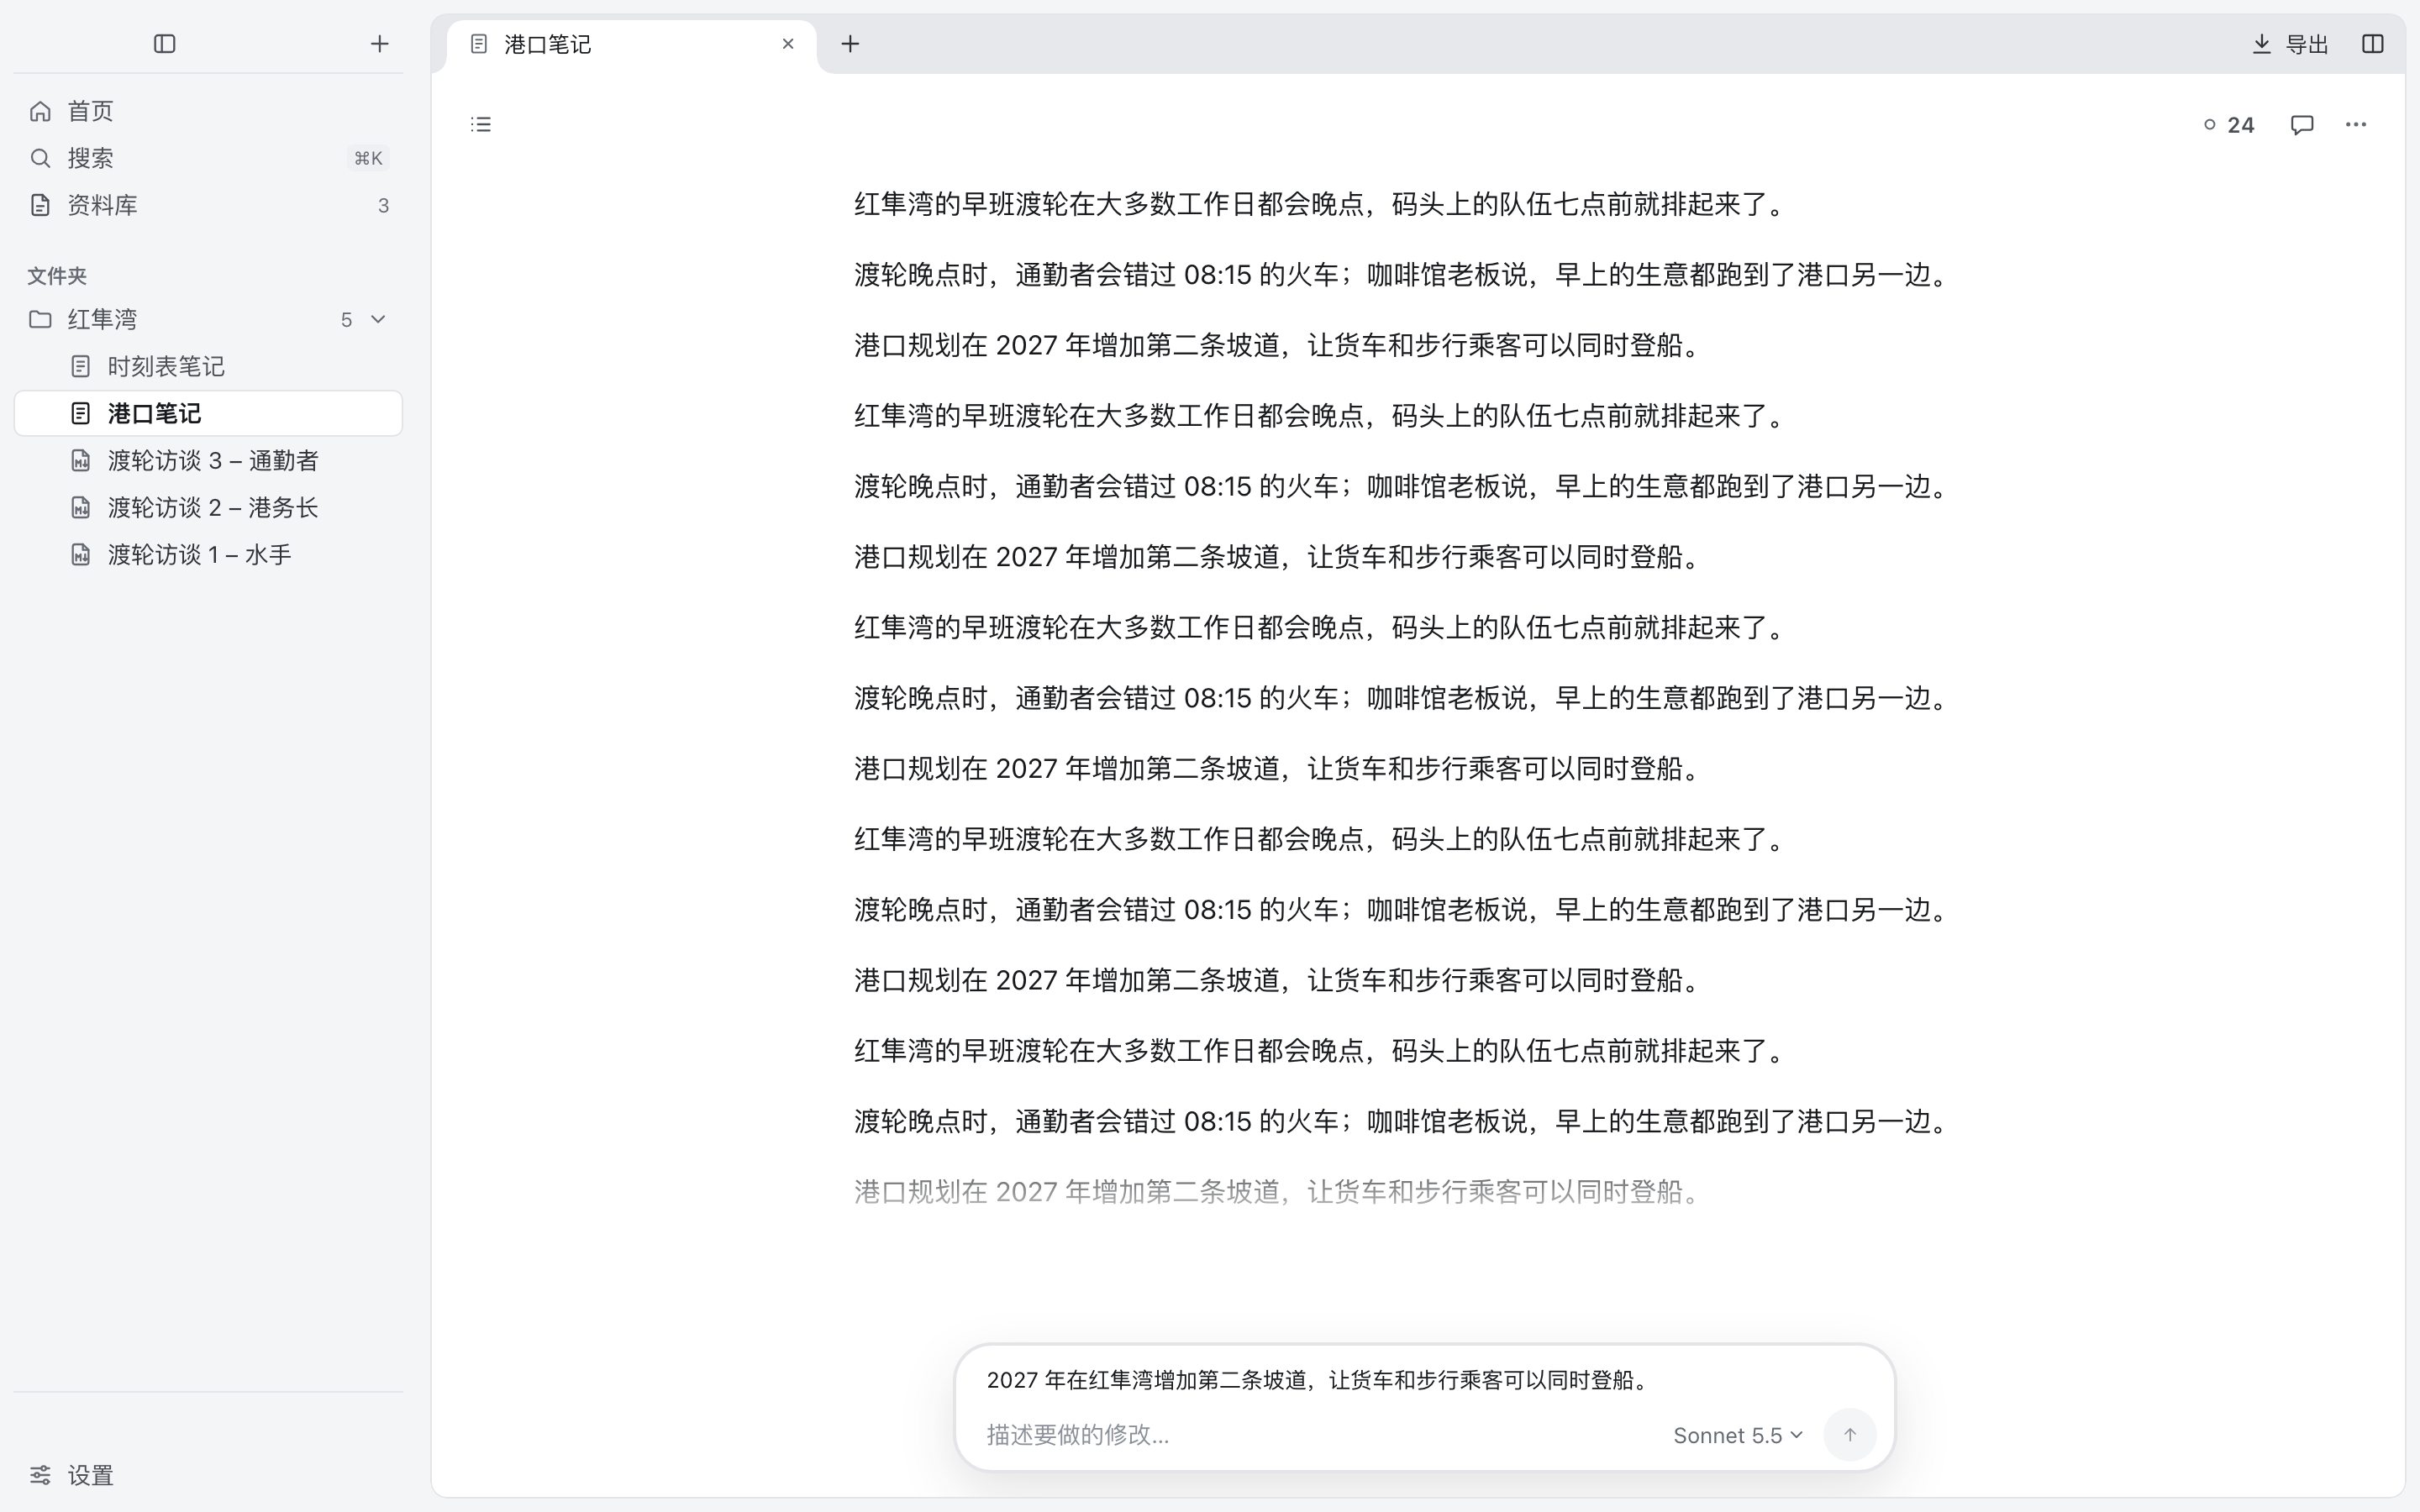 港口笔记
导出
首页
搜索 ⌘K
资料库 3
文件夹
红隼湾 5
时刻表笔记
港口笔记
渡轮访谈 3 – 通勤者
渡轮访谈 2 – 港务长
渡轮访谈 1 – 水手
设置
24
红隼湾的早班渡轮在大多数工作日都会晚点，码头上的队伍七点前就排起来了。
渡轮晚点时，通勤者会错过 08:15 的火车；咖啡馆老板说，早上的生意都跑到了港口另一边。
港口规划在 2027 年增加第二条坡道，让货车和步行乘客可以同时登船。
红隼湾的早班渡轮在大多数工作日都会晚点，码头上的队伍七点前就排起来了。
渡轮晚点时，通勤者会错过 08:15 的火车；咖啡馆老板说，早上的生意都跑到了港口另一边。
港口规划在 2027 年增加第二条坡道，让货车和步行乘客可以同时登船。
红隼湾的早班渡轮在大多数工作日都会晚点，码头上的队伍七点前就排起来了。
渡轮晚点时，通勤者会错过 08:15 的火车；咖啡馆老板说，早上的生意都跑到了港口另一边。
港口规划在 2027 年增加第二条坡道，让货车和步行乘客可以同时登船。
红隼湾的早班渡轮在大多数工作日都会晚点，码头上的队伍七点前就排起来了。
渡轮晚点时，通勤者会错过 08:15 的火车；咖啡馆老板说，早上的生意都跑到了港口另一边。
港口规划在 2027 年增加第二条坡道，让货车和步行乘客可以同时登船。
红隼湾的早班渡轮在大多数工作日都会晚点，码头上的队伍七点前就排起来了。
渡轮晚点时，通勤者会错过 08:15 的火车；咖啡馆老板说，早上的生意都跑到了港口另一边。
港口规划在 2027 年增加第二条坡道，让货车和步行乘客可以同时登船。
2027 年在红隼湾增加第二条坡道，让货车和步行乘客可以同时登船。
描述要做的修改...
Sonnet 5.5